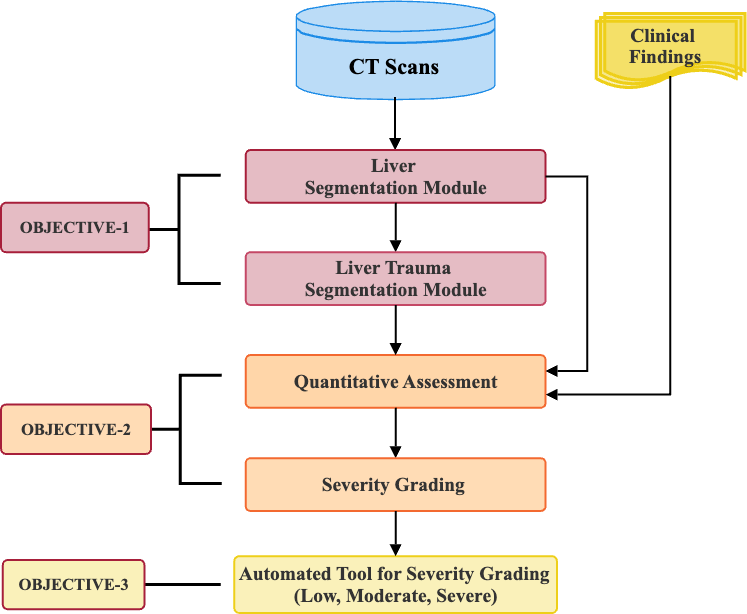 CT Scans
Clinical
Findings
Liver
Segmentation Module
OBJECTIVE-1
Liver Trauma
Segmentation Module
Quantitative Assessment
OBJECTIVE-2
Severity Grading
OBJECTIVE-3
Automated Tool for Severity Grading
(Low, Moderate, Severe)